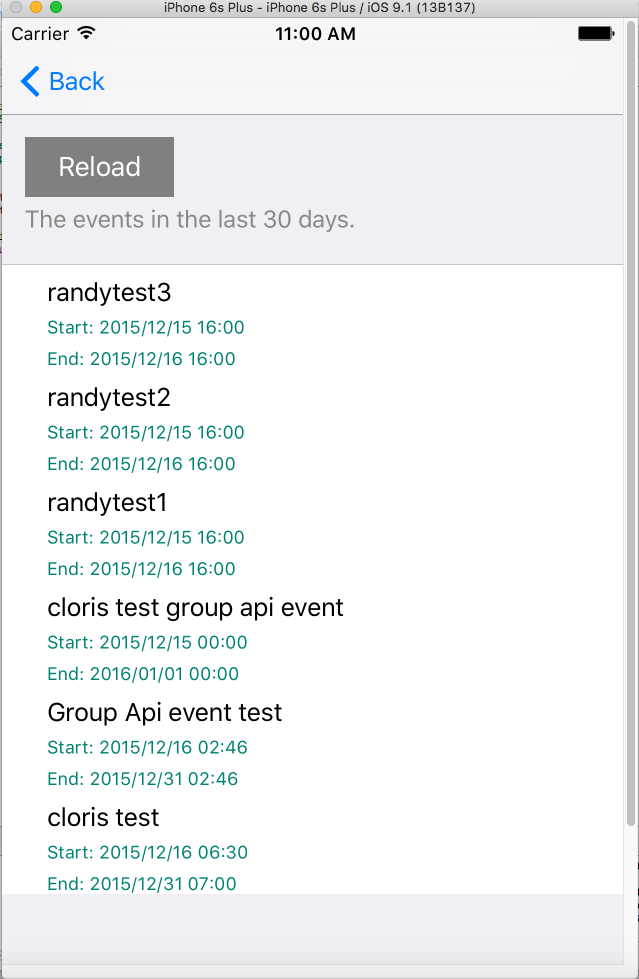 iPhone 6s Plus - iPhone 6s Plus / iOS 9.1 (13B137)
Carrier 11:00 AM
Back
Reload
The events in the last 30 days.
randytest3
Start: 2015/12/15 16:00
End: 2015/12/16 16:00
randytest2
Start: 2015/12/15 16:00
End: 2015/12/16 16:00
randytest1
Start: 2015/12/15 16:00
End: 2015/12/16 16:00
cloris test group api event
Start: 2015/12/15 00:00
End: 2016/01/01 00:00
Group Api event test
Start: 2015/12/16 02:46
End: 2015/12/31 02:46
cloris test
Start: 2015/12/16 06:30
End: 2015/12/31 07:00